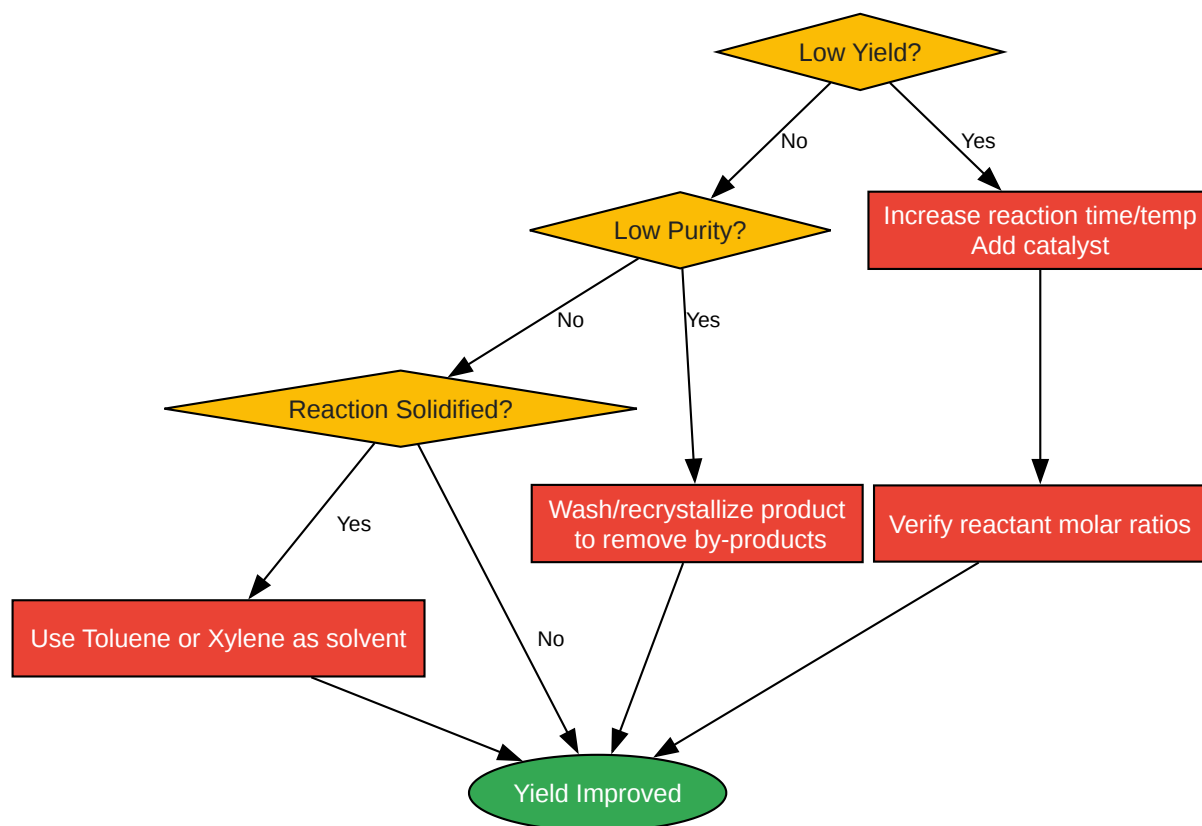 Low Yield?
No
Yes
Low Purity?
Increase reaction time/temp
Add catalyst
No
Yes
Reaction Solidified?
Wash/recrystallize product
to remove by-products
Verify reactant molar ratios
Yes
Use Toluene or Xylene as solvent
No
Yield Improved